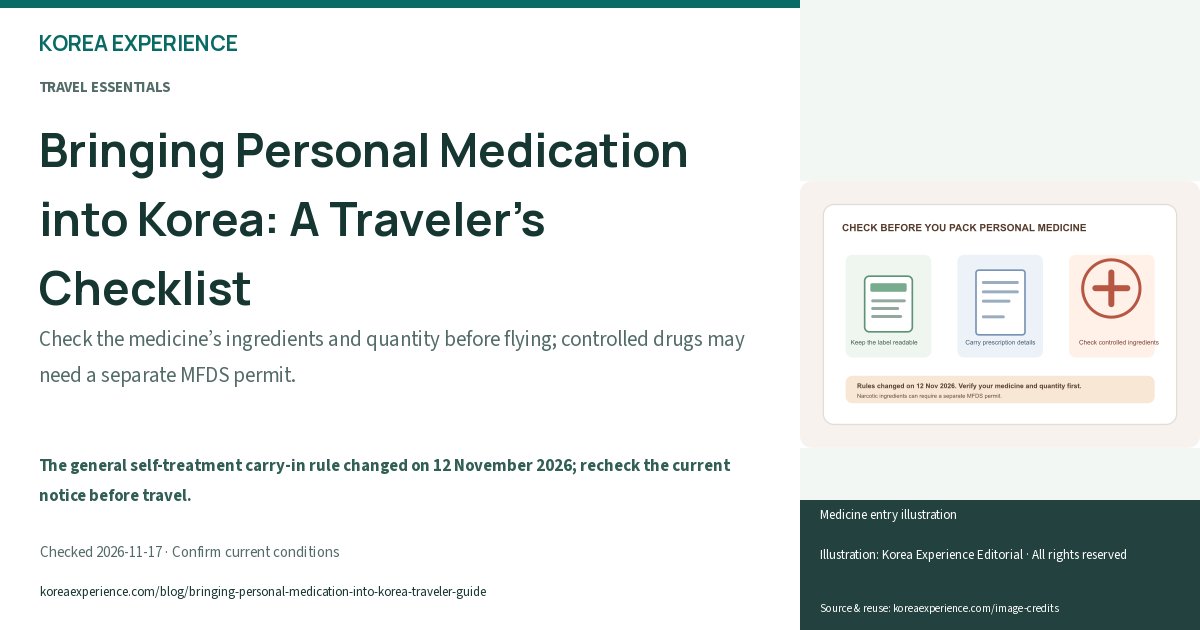 KOREA EXPERIENCE
TRAVEL ESSENTIALS
Bringing Personal Medication
into Korea: A Traveler’s
Checklist
Check the medicine’s ingredients and quantity before flying; controlled drugs may
need a separate MFDS permit.
The general self-treatment carry-in rule changed on 12 November 2026; recheck the current
notice before travel.
Checked 2026-11-17 · Confirm current conditions
koreaexperience.com/blog/bringing-personal-medication-into-korea-traveler-guide
CHECK BEFORE YOU PACK PERSONAL MEDICINE
Keep the label readable
Carry prescription details
Check controlled ingredients
Rules changed on 12 Nov 2026. Verify your medicine and quantity first.
Narcotic ingredients can require a separate MFDS permit.
Medicine entry illustration
Illustration: Korea Experience Editorial · All rights reserved
Source & reuse: koreaexperience.com/image-credits